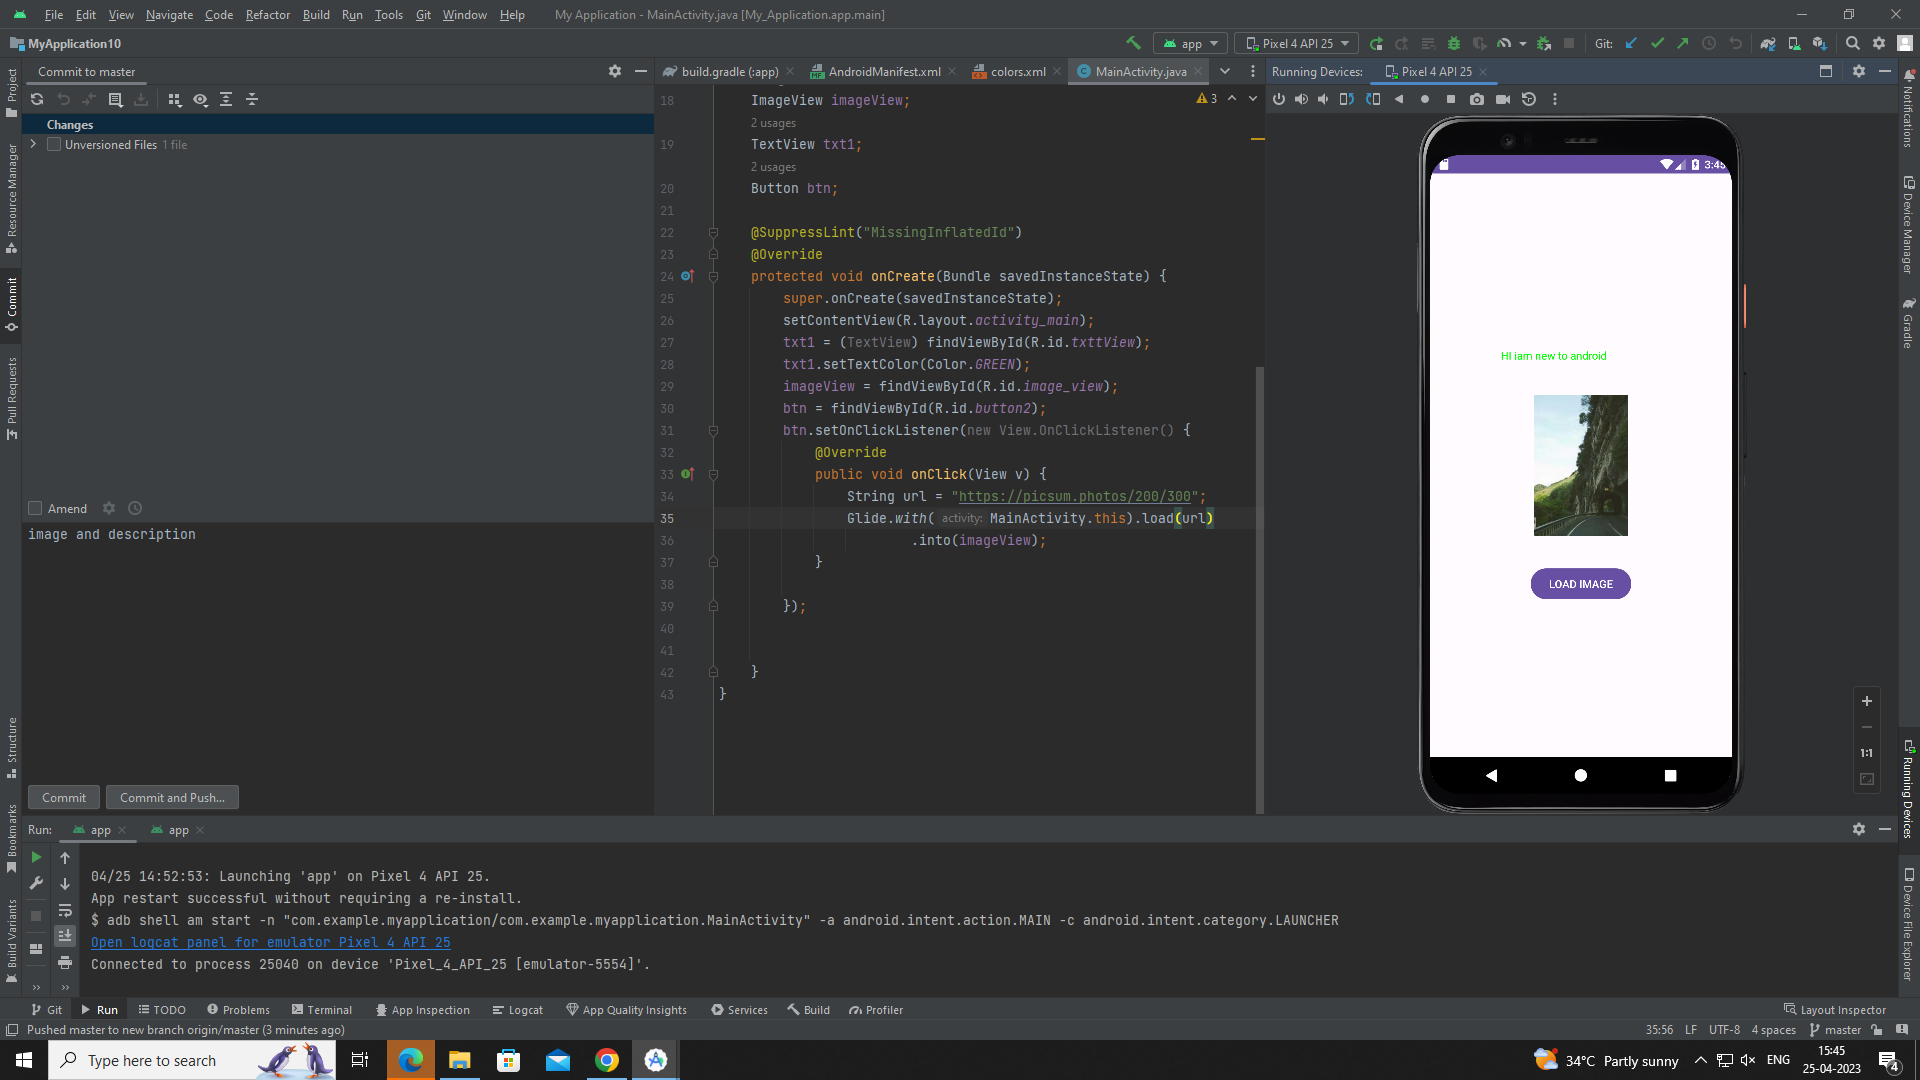 File Edit View Navigate Code Refactor Build Run Tools Git Window Help My Application - MainActivity.java [My_Application.app.main]
MyApplication10 app Pixel 4 API 25 Git:
Commit to master
build.gradle (:app) AndroidManifest.xml colors.xml MainActivity.java
Running Devices: Pixel 4 API 25
Changes
Unversioned Files 1 file
Amend
image and description
Commit Commit and Push...
Project
Resource Manager
Commit
Pull Requests
Structure
Bookmarks
Build Variants
3
18 ImageView imageView;
2 usages
19 TextView txt1;
2 usages
20 Button btn;
21
22 @SuppressLint("MissingInflatedId")
23 @Override
24 protected void onCreate(Bundle savedInstanceState) {
25 super.onCreate(savedInstanceState);
26 setContentView(R.layout.activity_main);
27 txt1 = (TextView) findViewById(R.id.txttView);
28 txt1.setTextColor(Color.GREEN);
29 imageView = findViewById(R.id.image_view);
30 btn = findViewById(R.id.button2);
31 btn.setOnClickListener(new View.OnClickListener() {
32 @Override
33 public void onClick(View v) {
34 String url = "https://picsum.photos/200/300";
35 Glide.with( activity: MainActivity.this).load(url)
36 .into(imageView);
37 }
38
39 });
40
41
42 }
43 }
3:45
HI iam new to android
LOAD IMAGE
1:1
Notifications
Device Manager
Gradle
Running Devices
Device File Explorer
Run: app app
04/25 14:52:53: Launching 'app' on Pixel 4 API 25.
App restart successful without requiring a re-install.
$ adb shell am start -n "com.example.myapplication/com.example.myapplication.MainActivity" -a android.intent.action.MAIN -c android.intent.category.LAUNCHER
Open logcat panel for emulator Pixel 4 API 25
Connected to process 25040 on device 'Pixel_4_API_25 [emulator-5554]'.
Git Run TODO Problems Terminal App Inspection Logcat App Quality Insights Services Build Profiler Layout Inspector
Pushed master to new branch origin/master (3 minutes ago) 35:56 LF UTF-8 4 spaces master
Type here to search 34°C Partly sunny ENG 15:45
25-04-2023 4